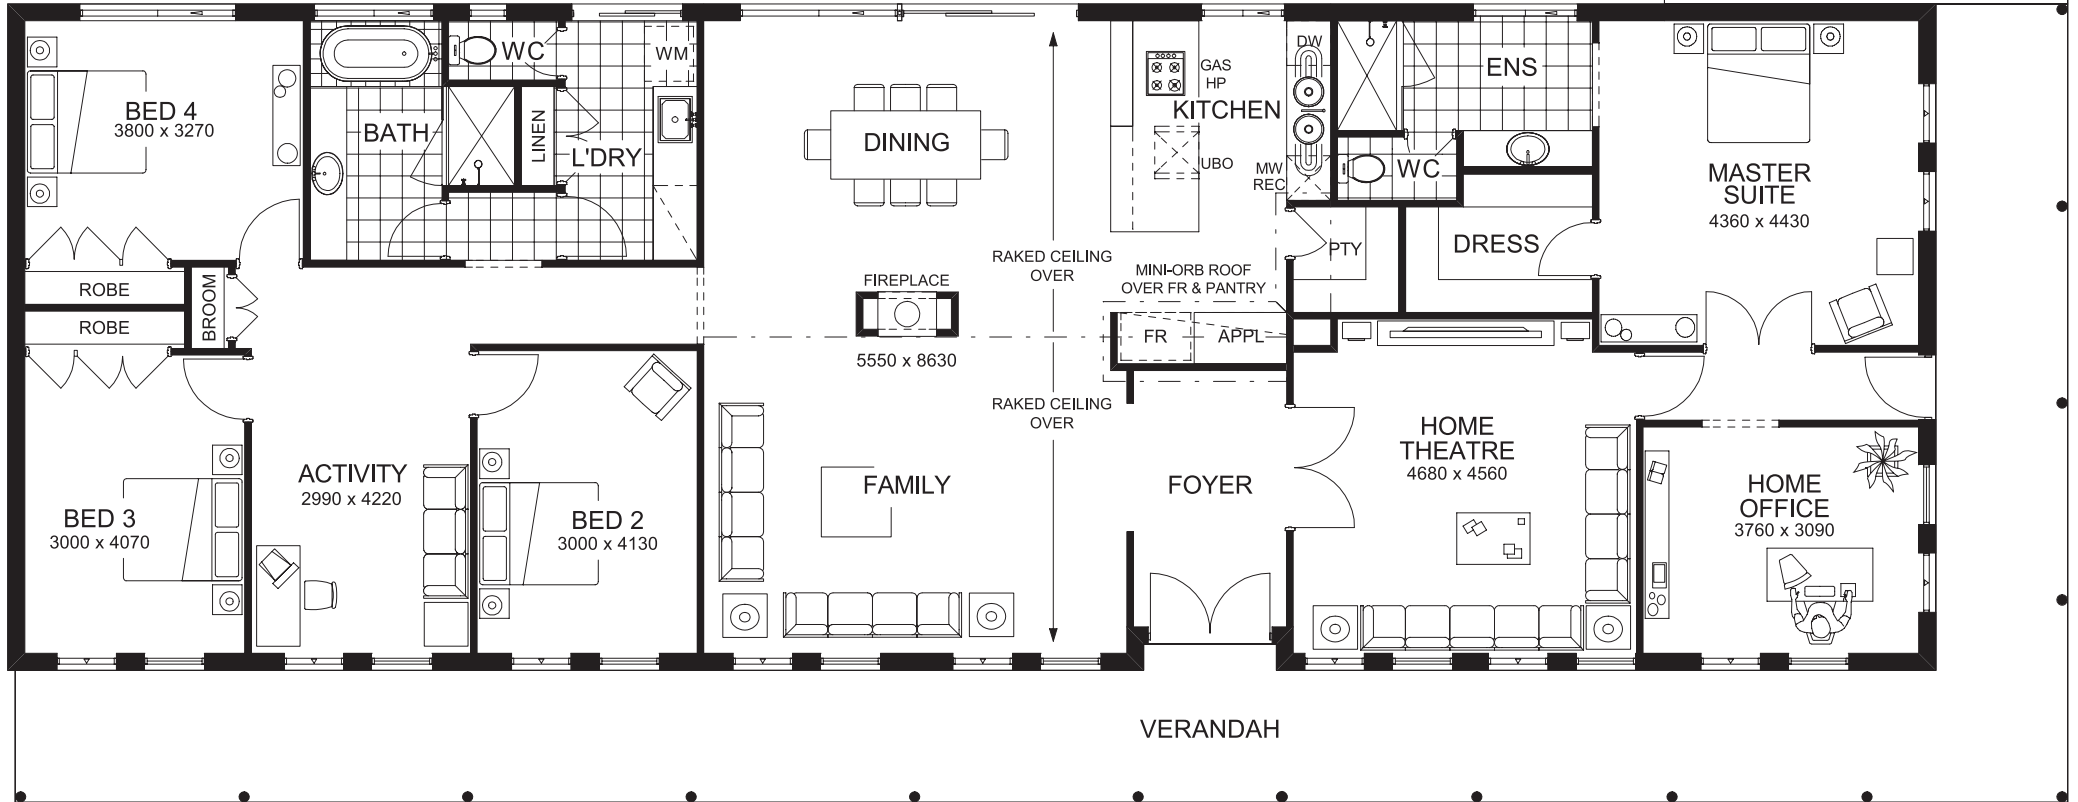 BED 4
3800 x 3270
BATH
WC
LINEN
L'DRY
WM
DINING
GAS
HP
KITCHEN
UBO
DW
MW
REC
ENS
WC
MASTER
SUITE
4360 x 4430
DRESS
PTY
ROBE
ROBE
BROOM
FIREPLACE
5550 x 8630
RAKED CEILING
OVER
MINI-ORB ROOF
OVER FR & PANTRY
FR
APPL
RAKED CEILING
OVER
BED 3
3000 x 4070
ACTIVITY
2990 x 4220
BED 2
3000 x 4130
FAMILY
FOYER
HOME
THEATRE
4680 x 4560
HOME
OFFICE
3760 x 3090
VERANDAH